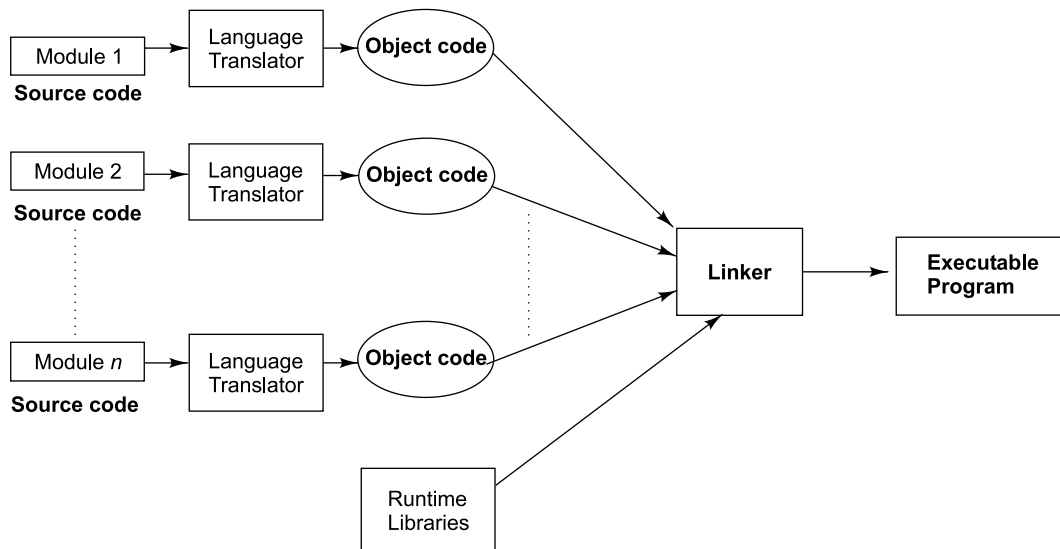 Module 1
Source code
Language
Translator
Object code
Module 2
Source code
Language
Translator
Object code
Linker
Executable
Program
Module n
Source code
Language
Translator
Object code
Runtime
Libraries